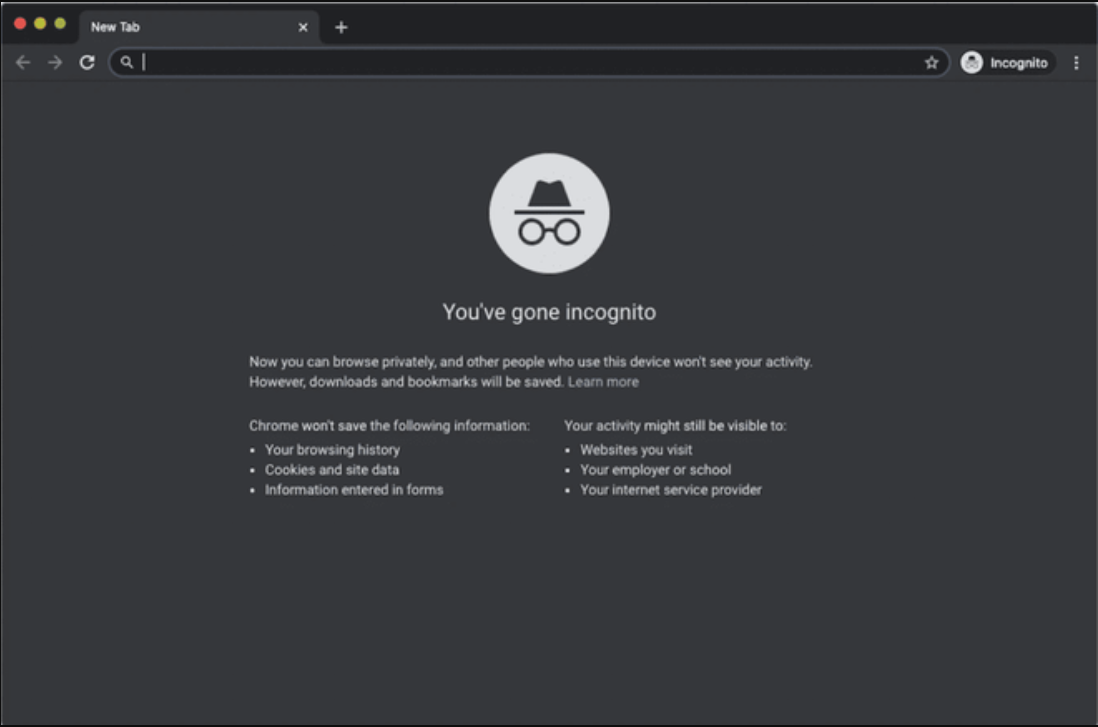 New Tab
Incognito
You've gone incognito
Now you can browse privately, and other people who use this device won't see your activity.
However, downloads and bookmarks will be saved. Learn more
Chrome won't save the following information:
Your browsing history
Cookies and site data
Information entered in forms
Your activity might still be visible to:
Websites you visit
Your employer or school
Your internet service provider